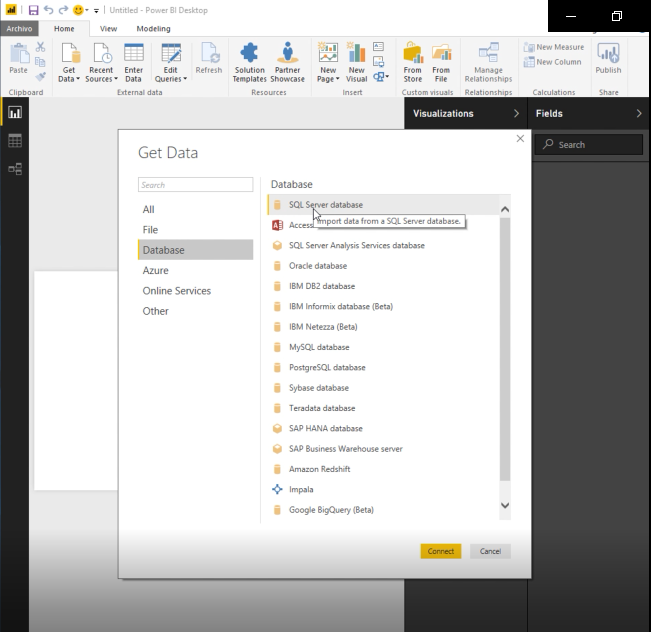 Untitled - Power BI Desktop
Archivo Home View Modeling
Paste Get Data Recent Sources Enter Data Edit Queries Refresh Solution Templates Partner Showcase New Page New Visual From Store From File Manage Relationships New Measure New Column Publish
Clipboard External data Resources Insert Custom visuals Relationships Calculations Share
Visualizations Fields
Search
Get Data
Search
All
File
Database
Azure
Online Services
Other
Database
SQL Server database
Import data from a SQL Server database.
Access
SQL Server Analysis Services database
Oracle database
IBM DB2 database
IBM Informix database (Beta)
IBM Netezza (Beta)
MySQL database
PostgreSQL database
Sybase database
Teradata database
SAP HANA database
SAP Business Warehouse server
Amazon Redshift
Impala
Google BigQuery (Beta)
Connect Cancel